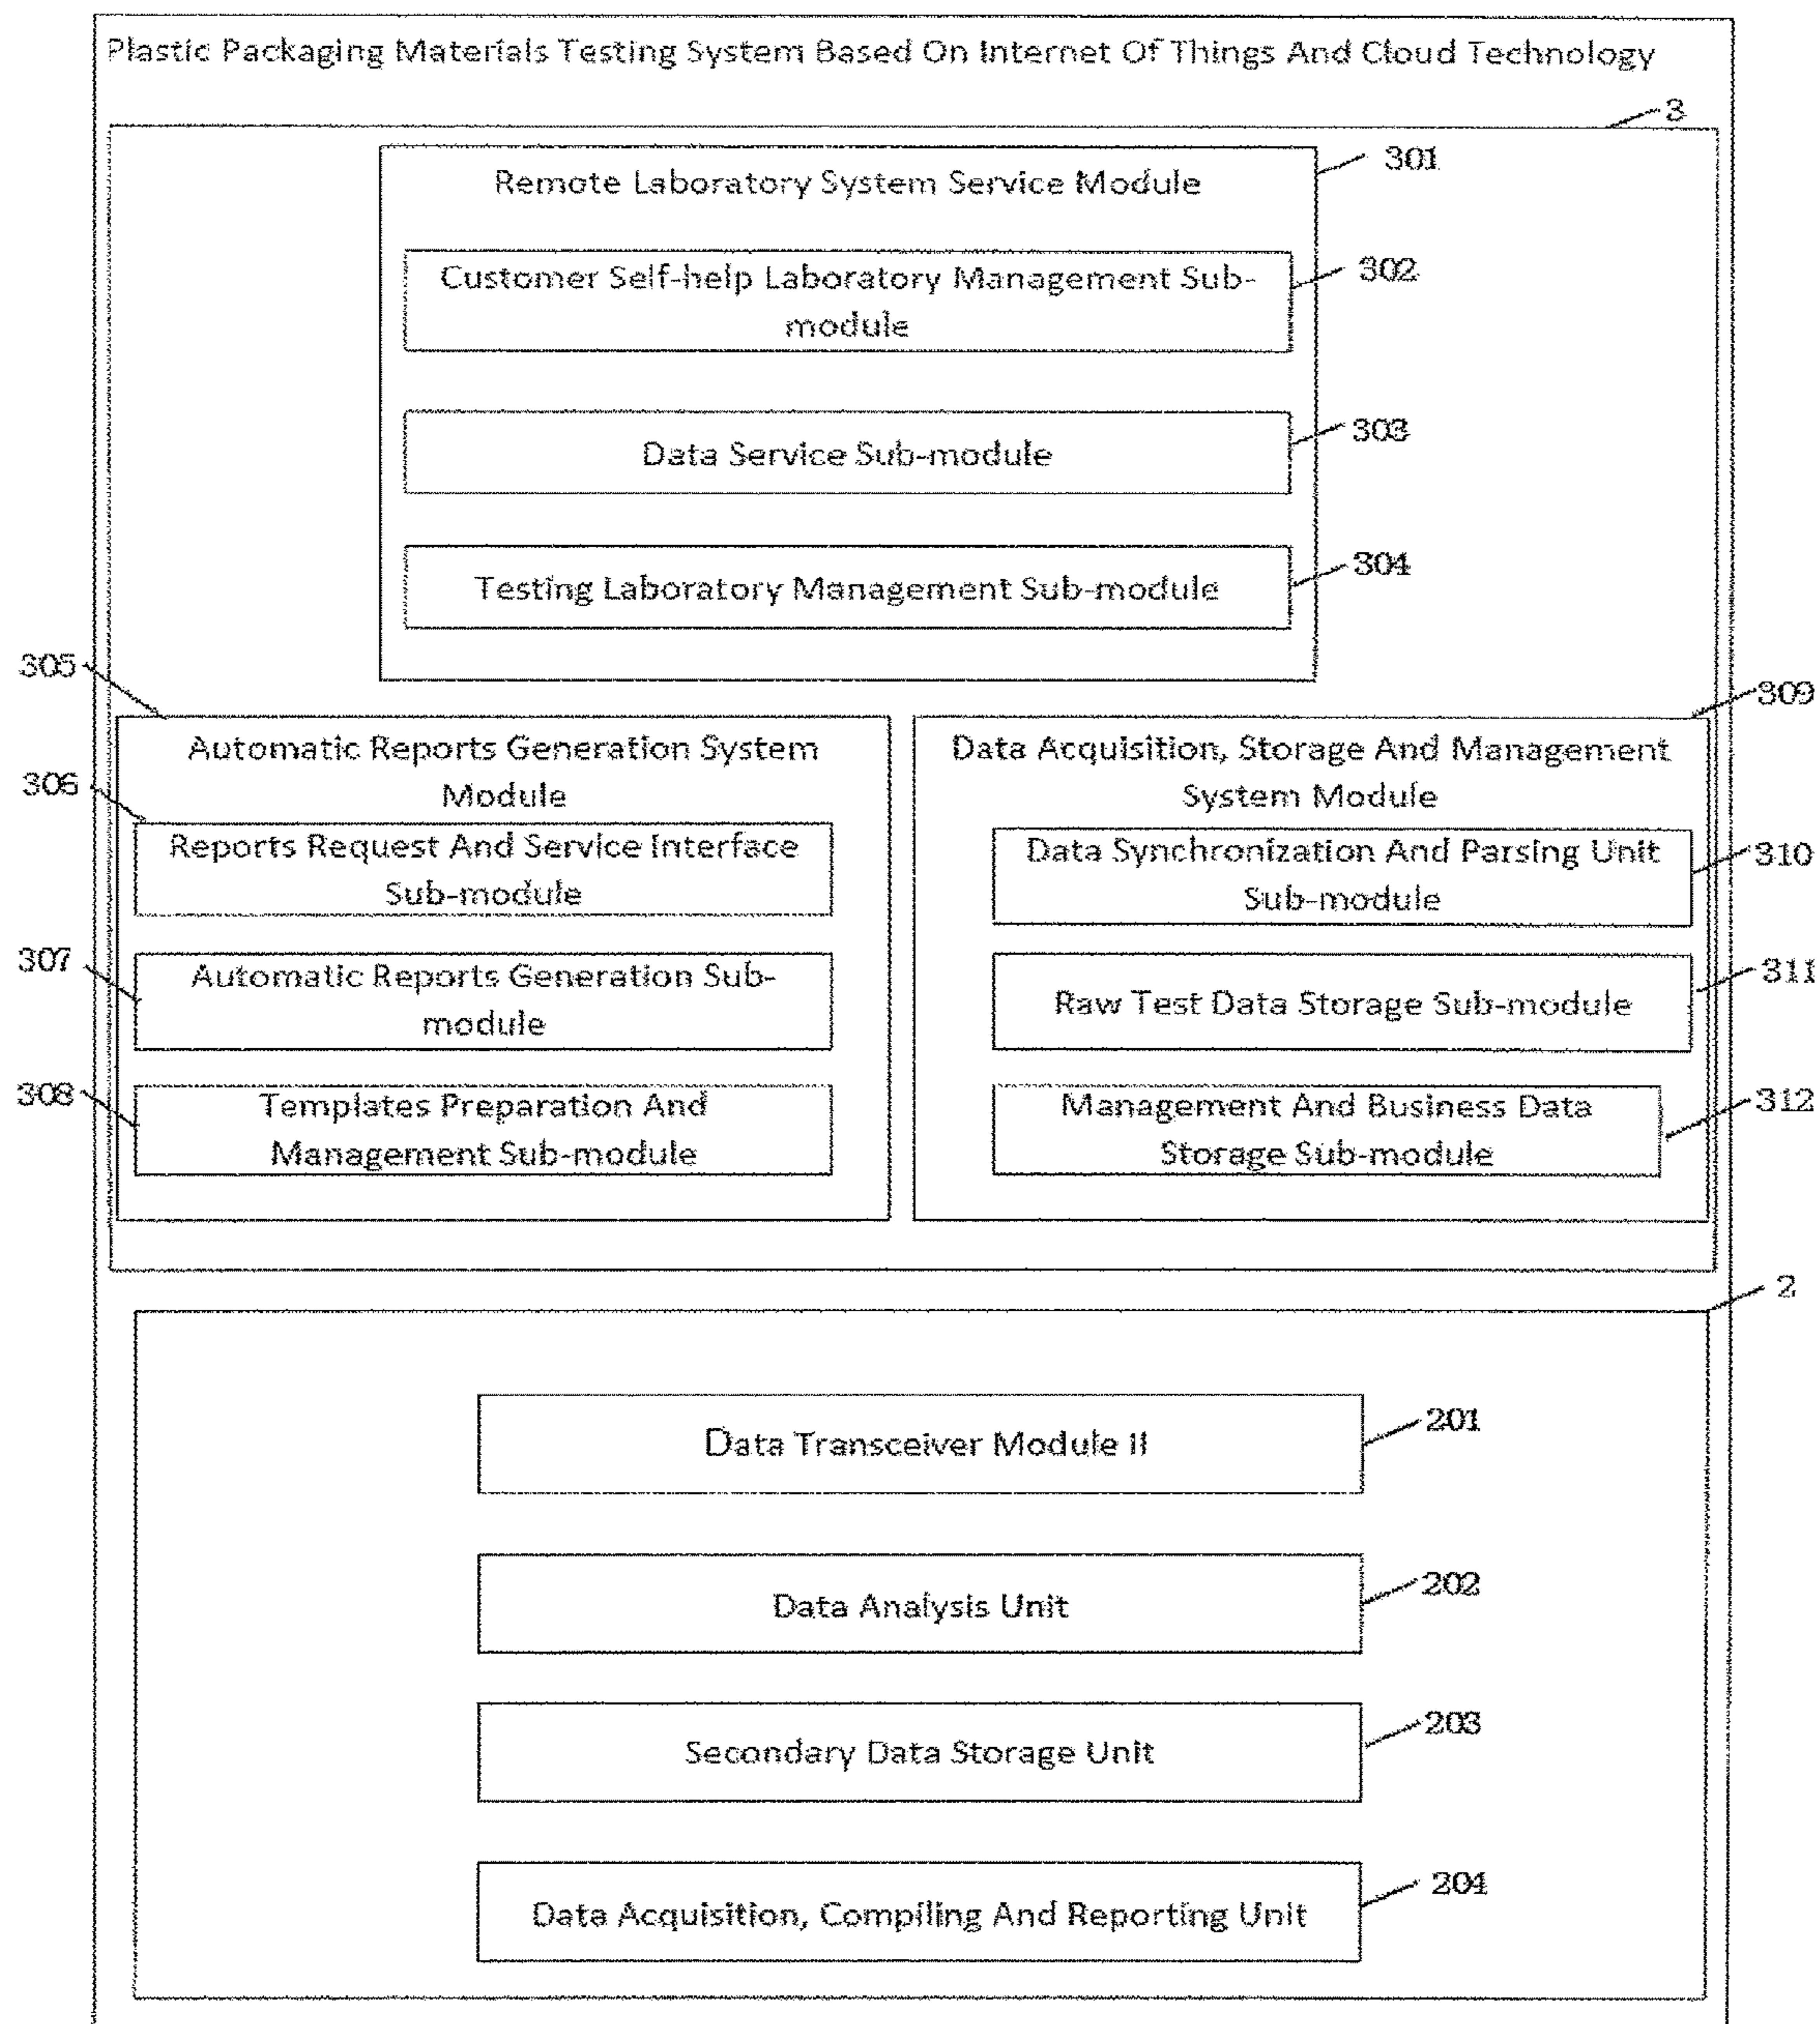 Plastic Packaging Materials Testing System Based On Internet Of Things And Cloud Technology
3
301
Remote Laboratory System Service Module
302
Customer Self-help Laboratory Management Sub-
module
303
Data Service Sub-module
304
Testing Laboratory Management Sub-module
305
309
Automatic Reports Generation System
Module
306
Reports Request And Service Interface
Sub-module
307
Automatic Reports Generation Sub-
module
308
Templates Preparation And
Management Sub-module
Data Acquisition, Storage And Management
System Module
Data Synchronization And Parsing Unit
Sub-module
310
Raw Test Data Storage Sub-module
311
Management And Business Data
Storage Sub-module
312
2
Data Transceiver Module II
201
Data Analysis Unit
202
Secondary Data Storage Unit
203
Data Acquisition, Compiling And Reporting Unit
204